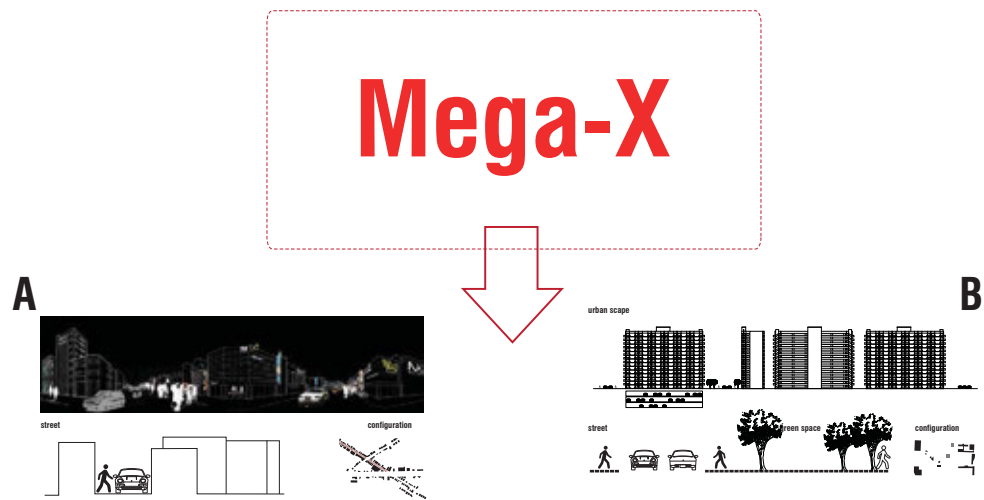 Mega-X
A
B
urban scape
street
configuration
street
green space
configuration